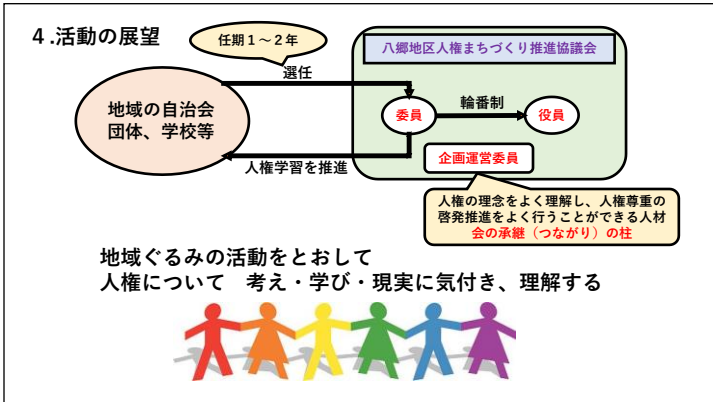 4.活動の展望
任期1~2年
選任
八郷地区人権まちづくり推進協議会
地域の自治会
団体、学校等
委員
輪番制
役員
人権学習を推進
企画運営委員
人権の理念をよく理解し、人権尊重の
啓発推進をよく行うことができる人材
会の承継(つながり)の柱
地域ぐるみの活動をとおして
人権について 考え・学び・現実に気付き、理解する